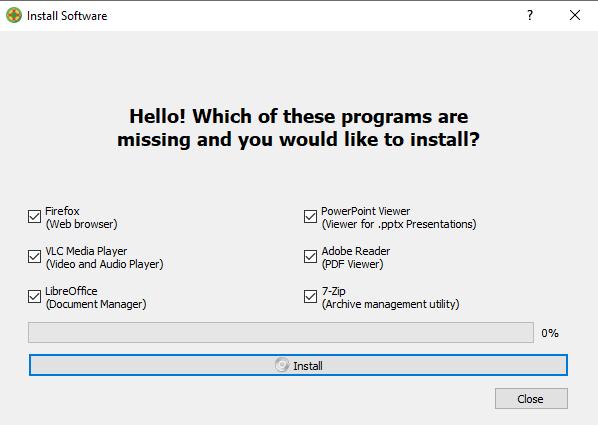 Install Software
?
Hello! Which of these programs are
missing and you would like to install?
Firefox
(Web browser)
PowerPoint Viewer
(Viewer for .pptx Presentations)
VLC Media Player
(Video and Audio Player)
Adobe Reader
(PDF Viewer)
LibreOffice
(Document Manager)
7-Zip
(Archive management utility)
0%
Install
Close